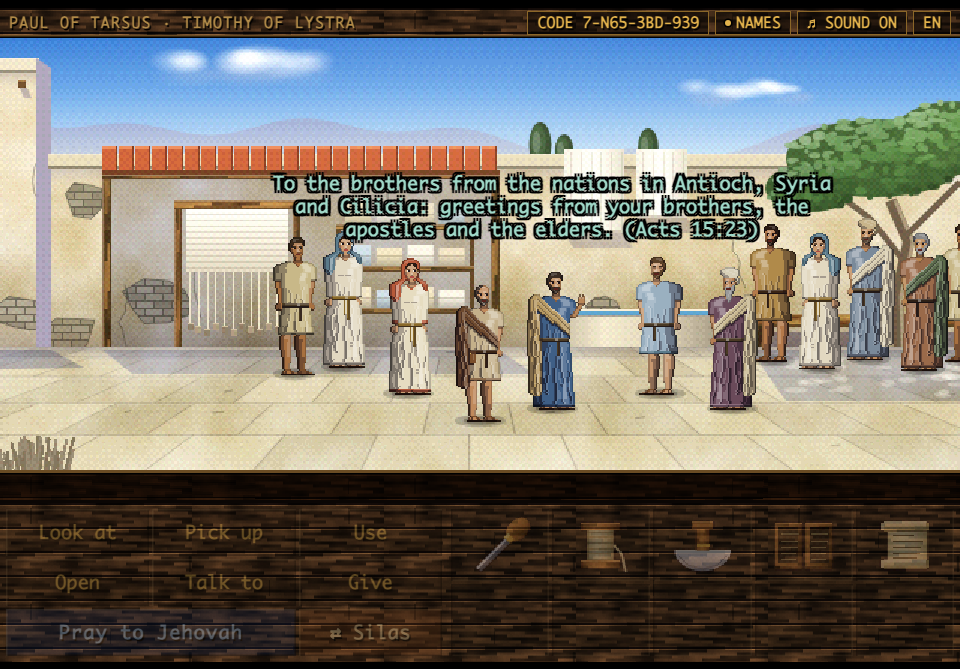 PAUL OF TARSUS · TIMOTHY OF LYSTRA
CODE 7-N65-3BD-939
• NAMES
♬ SOUND ON
EN
To the brothers from the nations in Antioch, Syria
and Cilicia: greetings from your brothers, the
apostles and the elders. (Acts 15:23)
Look at
Pick up
Use
Open
Talk to
Give
Pray to Jehovah
⇄ Silas